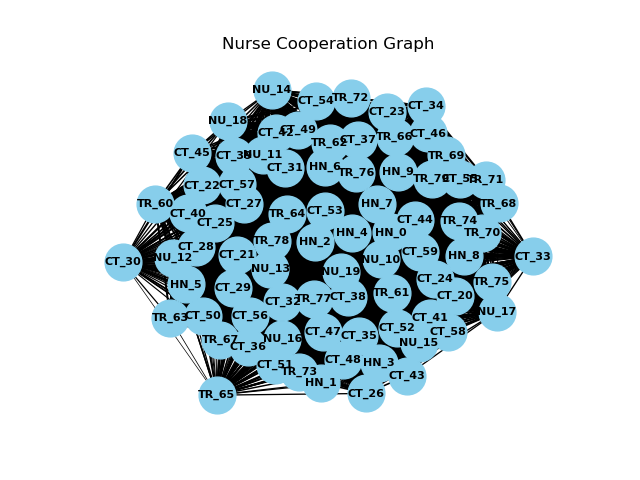 Nurse Cooperation Graph
NU_14
CT_54
TR_72
CT_34
CT_23
NU_18
CT_42
CT_49
CT_46
TR_66
CT_37
TR_62
CT_45
NU_11
TR_69
CT_31
HN_6
TR_76
HN_9
TR_71
CT_22
CT_57
TR_60
CT_27
HN_7
TR_68
CT_40
TR_64
CT_53
CT_44
TR_74
CT_25
HN_4
HN_0
TR_70
TR_78
HN_2
CT_28
CT_21
CT_59
HN_8
CT_33
NU_12
CT_30
NU_10
NU_13
NU_19
CT_24
TR_75
HN_5
CT_29
TR_61
CT_20
CT_38
TR_77
CT_32
NU_17
CT_50
CT_56
TR_63
CT_41
CT_52
CT_58
CT_47
CT_35
NU_16
TR_67
NU_15
CT_36
CT_48
HN_3
CT_51
TR_73
CT_43
HN_1
CT_26
TR_65